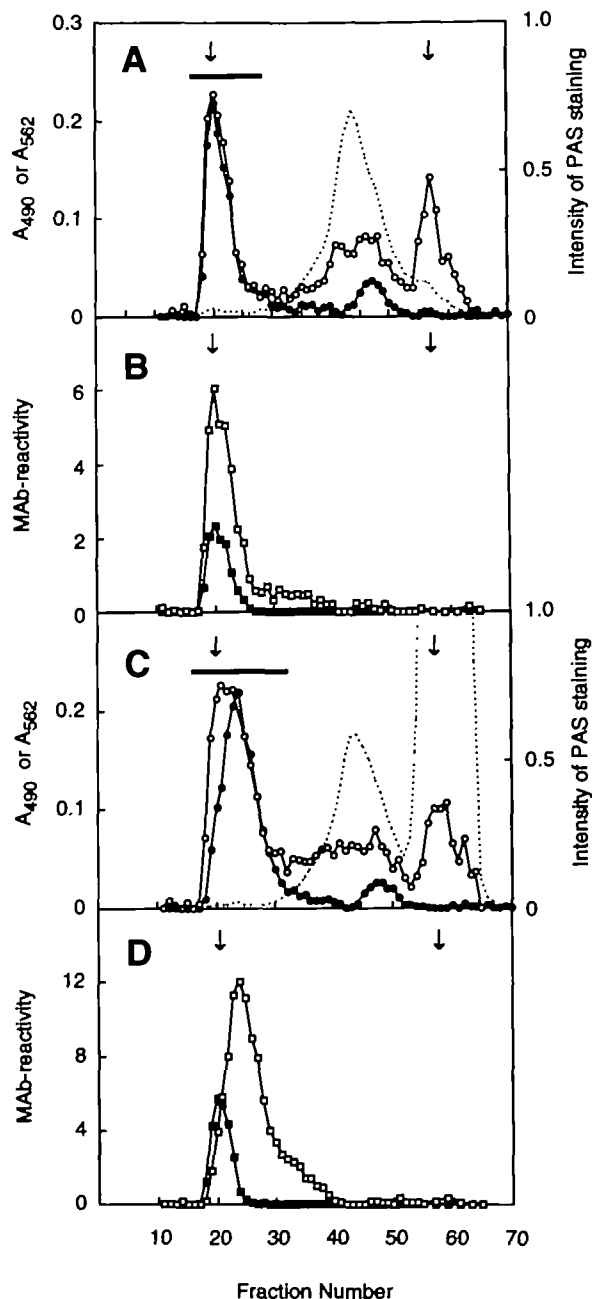 A
0.3
0.2
0.1
0
A490 or A562
1.0
0.5
0
Intensity of PAS staining
B
6
4
2
0
MAb-reactivity
C
0.2
0.1
0
A490 or A562
1.0
0.5
0
Intensity of PAS staining
D
12
8
4
0
MAb-reactivity
10 20 30 40 50 60 70
Fraction Number